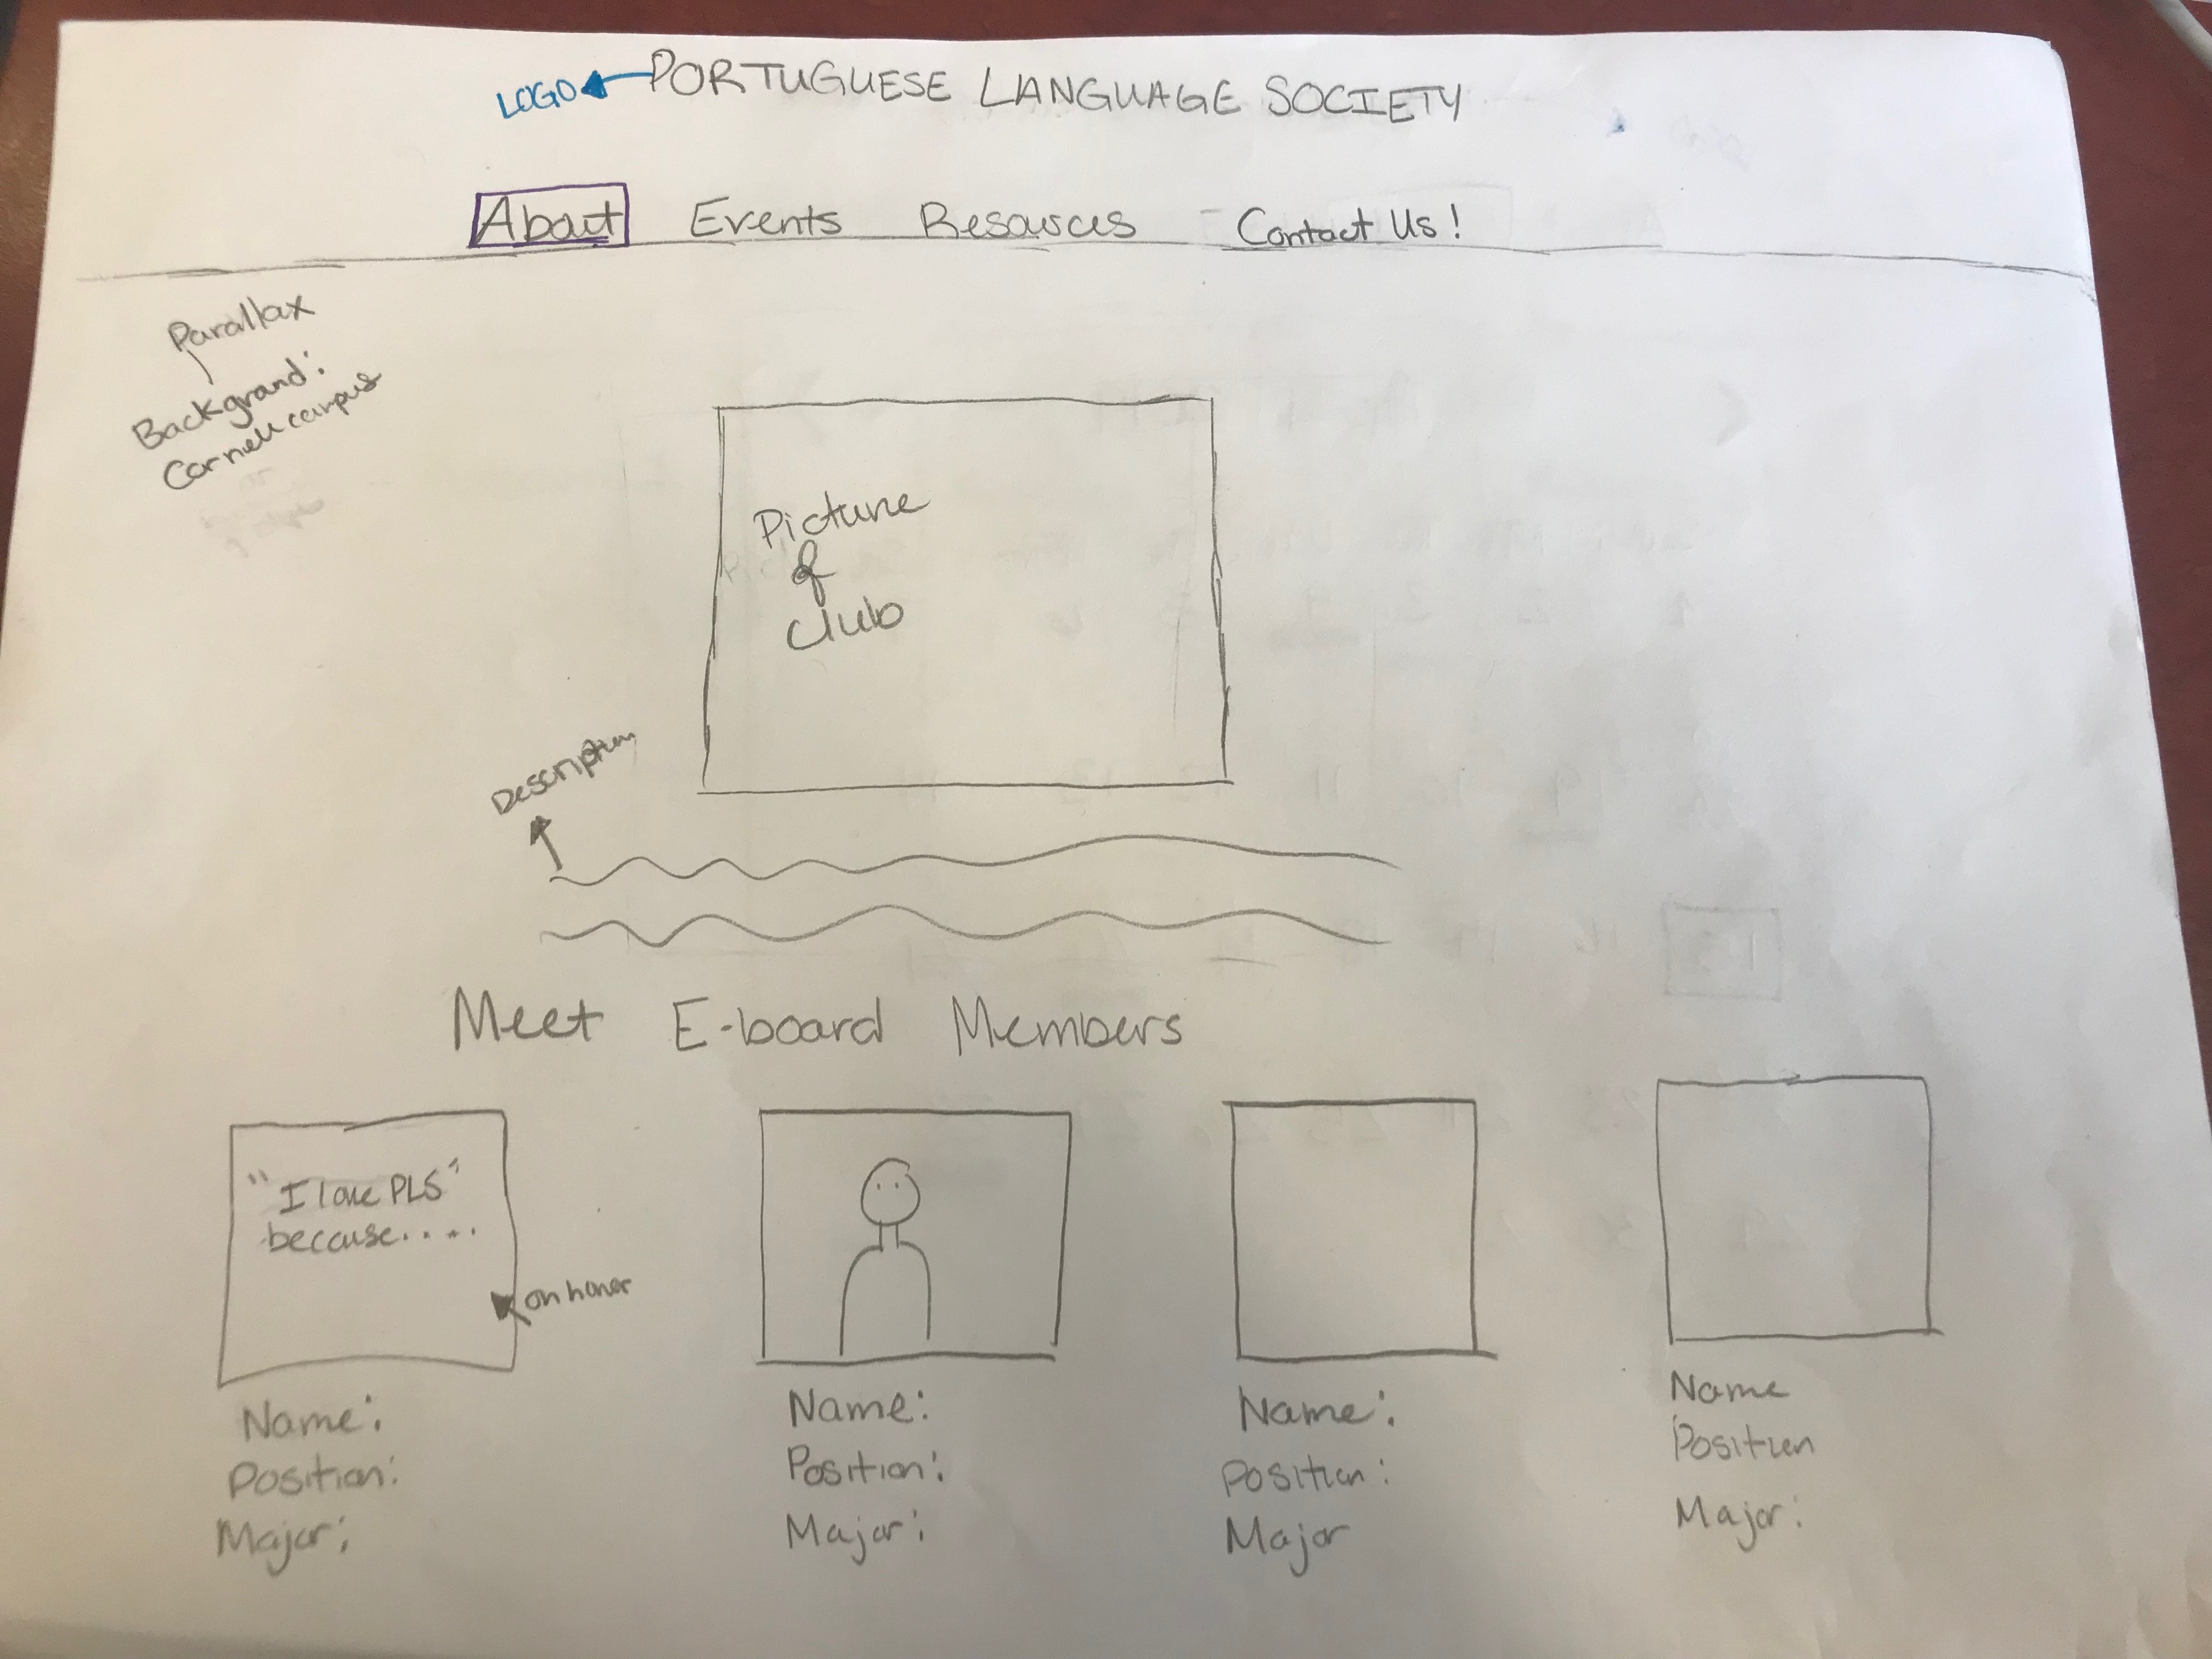 LOGO PORTUGUESE LANGUAGE SOCIETY
About Events Resources Contact Us!
Parallax
Background:
Cornell campus
Picture
of
club
Description
Meet E-board Members
"I love PLS"
because....
on hover
Name: Name: Name: Name
Position: Position: Position: Position
Major: Major: Major Major: